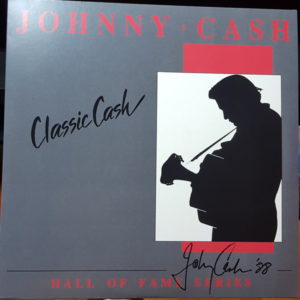 JOHNNY • CASH
Classic Cash
John Cash '88
HALL OF FAME SERIES